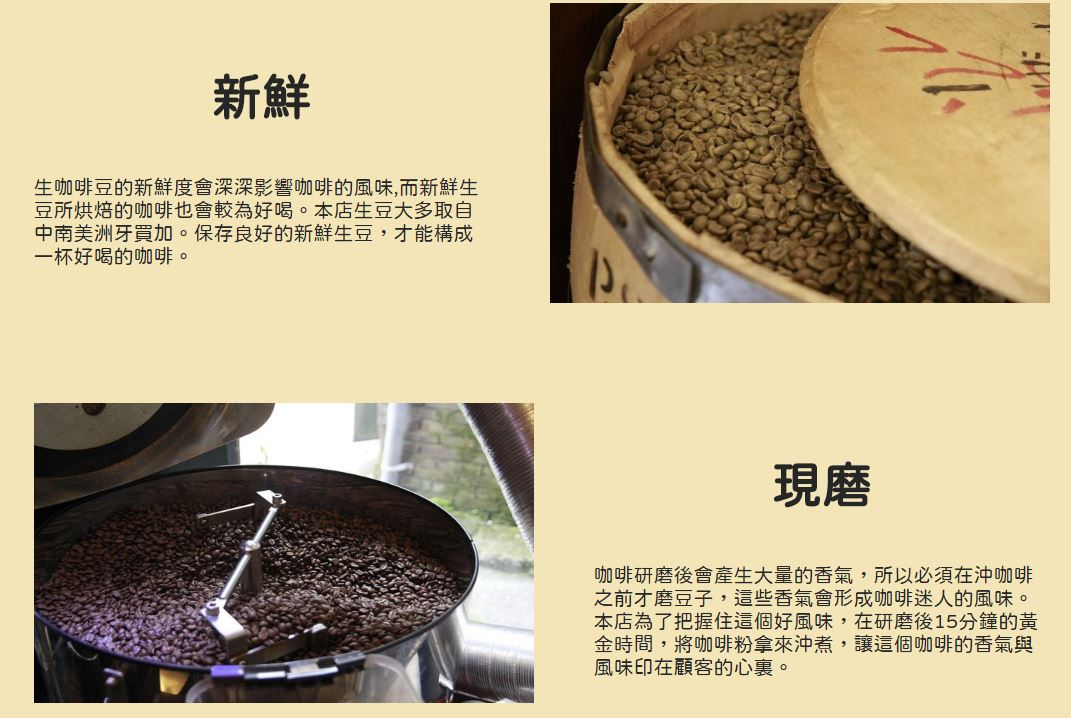 新鮮
生咖啡豆的新鮮度會深深影響咖啡的風味,而新鮮生
豆所烘焙的咖啡也會較為好喝。本店生豆大多取自
中南美洲牙買加。保存良好的新鮮生豆，才能構成
一杯好喝的咖啡。
現磨
咖啡研磨後會產生大量的香氣，所以必須在沖咖啡
之前才磨豆子，這些香氣會形成咖啡迷人的風味。
本店為了把握住這個好風味，在研磨後15分鐘的黃
金時間，將咖啡粉拿來沖煮，讓這個咖啡的香氣與
風味印在顧客的心裏。